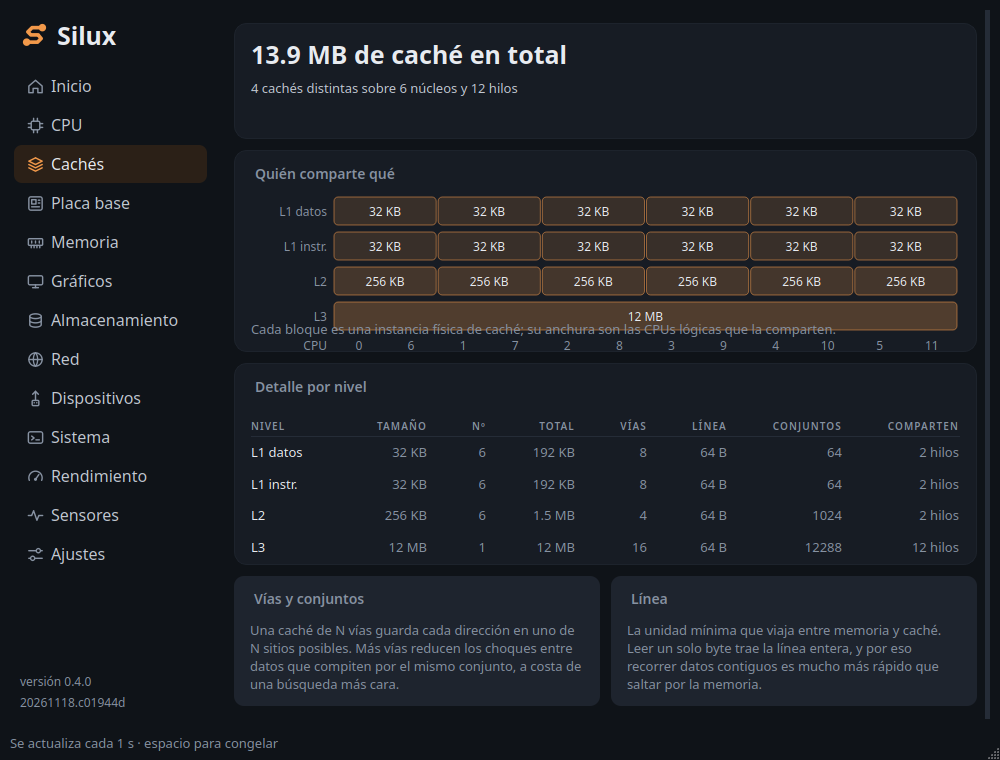 Silux
Inicio
CPU
Cachés
Placa base
Memoria
Gráficos
Almacenamiento
Red
Dispositivos
Sistema
Rendimiento
Sensores
Ajustes
versión 0.4.0
20261118.c01944d
13.9 MB de caché en total
4 cachés distintas sobre 6 núcleos y 12 hilos
Quién comparte qué
L1 datos 32 KB 32 KB 32 KB 32 KB 32 KB 32 KB
L1 instr. 32 KB 32 KB 32 KB 32 KB 32 KB 32 KB
L2 256 KB 256 KB 256 KB 256 KB 256 KB 256 KB
L3 12 MB
Cada bloque es una instancia física de caché; su anchura son las CPUs lógicas que la comparten.
CPU 0 6 1 7 2 8 3 9 4 10 5 11
Detalle por nivel
NIVEL TAMAÑO Nº TOTAL VÍAS LÍNEA CONJUNTOS COMPARTEN
L1 datos 32 KB 6 192 KB 8 64 B 64 2 hilos
L1 instr. 32 KB 6 192 KB 8 64 B 64 2 hilos
L2 256 KB 6 1.5 MB 4 64 B 1024 2 hilos
L3 12 MB 1 12 MB 16 64 B 12288 12 hilos
Vías y conjuntos
Una caché de N vías guarda cada dirección en uno de
N sitios posibles. Más vías reducen los choques entre
datos que compiten por el mismo conjunto, a costa de
una búsqueda más cara.
Línea
La unidad mínima que viaja entre memoria y caché.
Leer un solo byte trae la línea entera, y por eso
recorrer datos contiguos es mucho más rápido que
saltar por la memoria.
Se actualiza cada 1 s · espacio para congelar